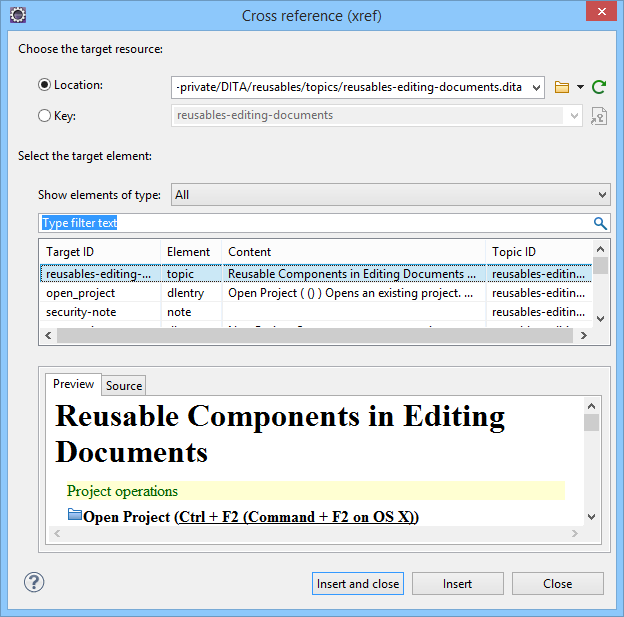 Cross reference (xref)
Choose the target resource:
Location: -private/DITA/reusables/topics/reusables-editing-documents.dita
Key: reusables-editing-documents
Select the target element:
Show elements of type: All
Type filter text
Target ID Element Content Topic ID
reusables-editing-... topic Reusable Components in Editing Documents ... reusables-editin...
open_project dlentry Open Project ( () ) Opens an existing project. ... reusables-editin...
security-note note reusables-editin...
Preview Source
Reusable Components in Editing
Documents
Project operations
Open Project (Ctrl + F2 (Command + F2 on OS X))
?
Insert and close Insert Close